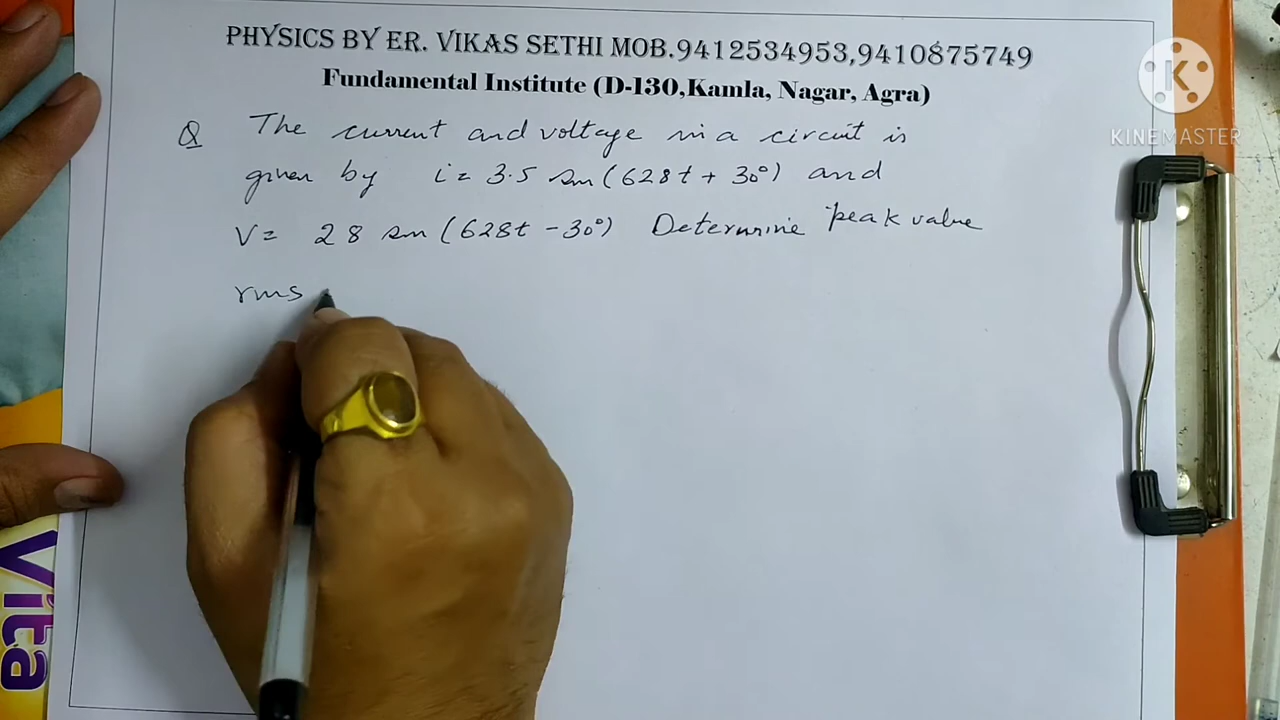 PHYSICS BY ER. VIKAS SETHI MOB.9412534953,9410875749
Fundamental Institute (D-130,Kamla, Nagar, Agra)
KINEMASTER
Q The current and voltage in a circuit is
given by i = 3.5 sin (628t + 30°) and
V = 28 sin (628t - 30°) Determine peak value
rms
Vita